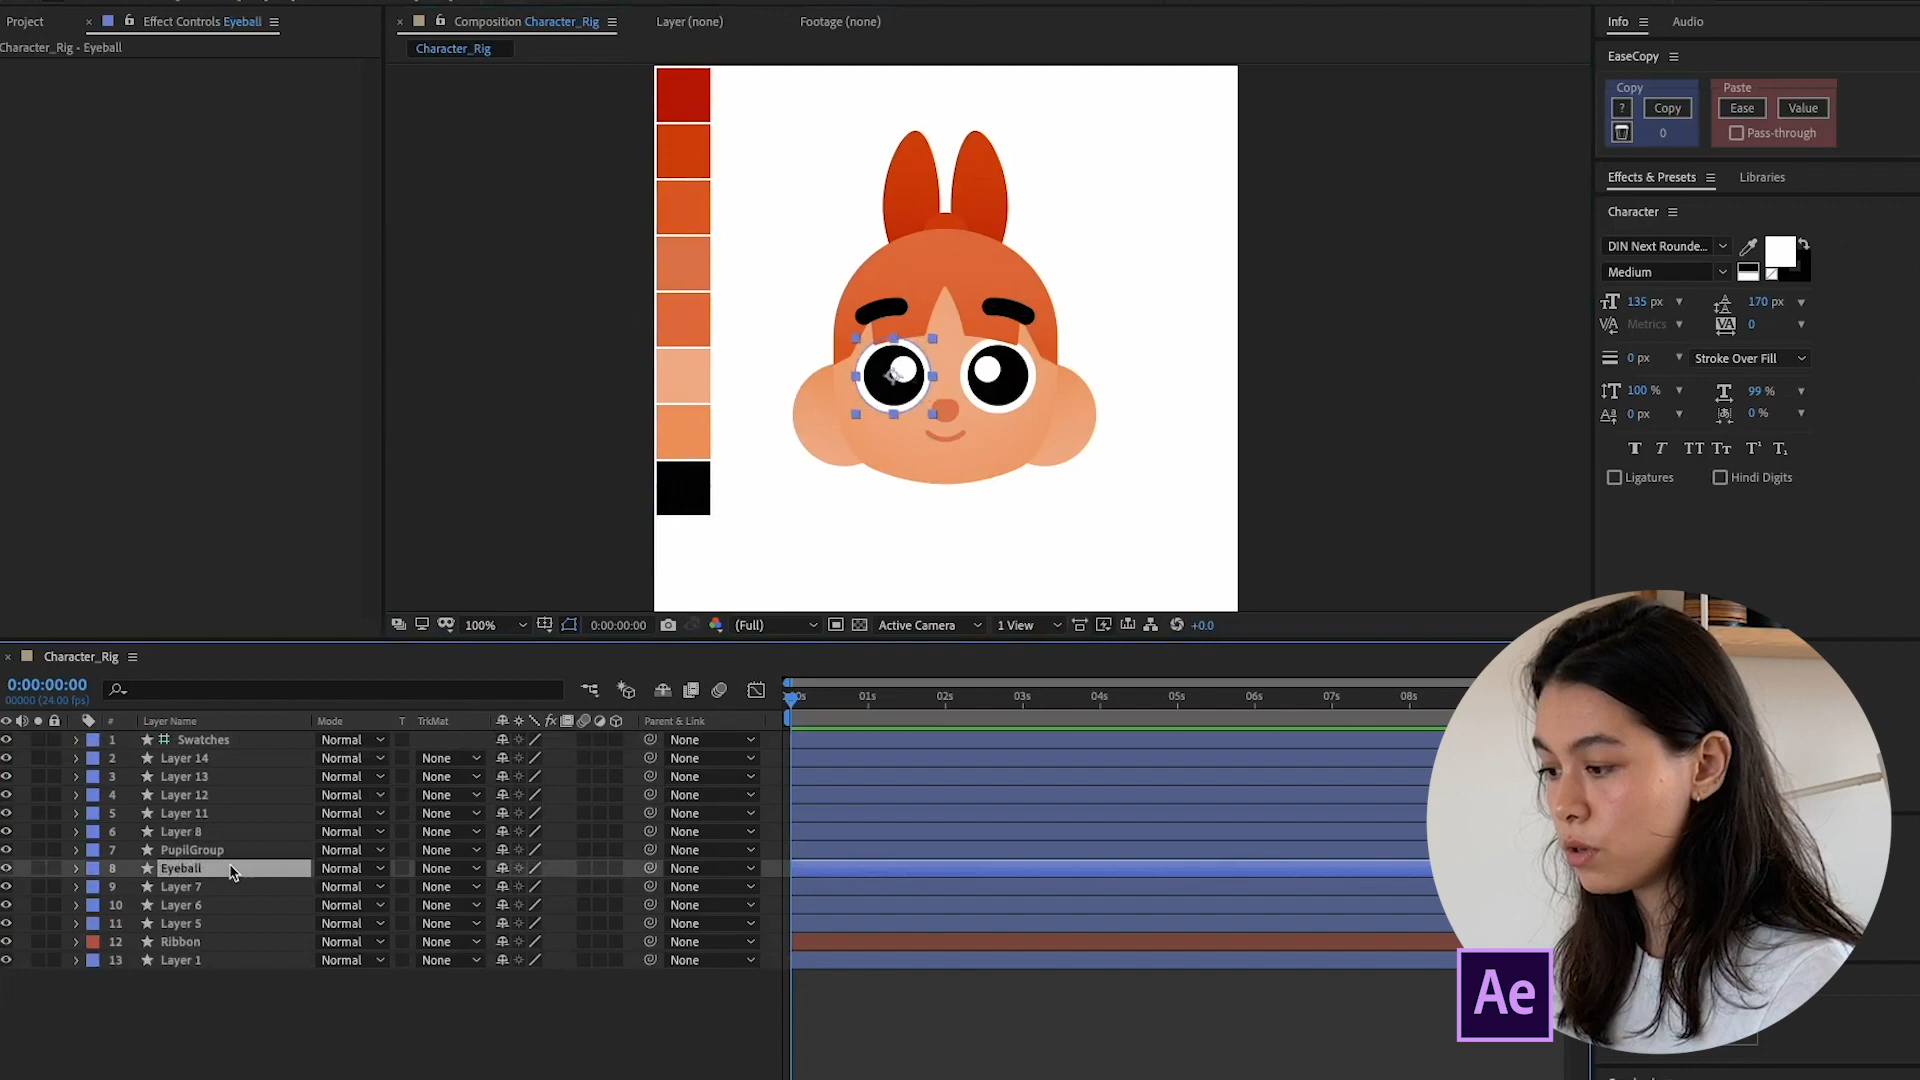 Project
Effect Controls Eyeball
Composition Character_Rig
Layer (none)
Footage (none)
Info
Audio
Character_Rig - Eyeball
Character_Rig
EaseCopy
Copy
Paste
?
Copy
Ease
Value
0
Pass-through
Effects & Presets
Libraries
Character
DIN Next Rounde...
Medium
135 px
170 px
Metrics
0
0 px
Stroke Over Fill
100 %
99 %
0 px
0 %
T T TT Tt T¹ T₁
Ligatures
Hindi Digits
100%
0:00:00:00
(Full)
Active Camera
1 View
+0.0
Character_Rig
0:00:00:00
00000 (24.00 fps)
01s
02s
03s
04s
05s
06s
07s
08s
# Layer Name Mode T TrkMat Parent & Link
1 Swatches Normal None
2 Layer 14 Normal None None
3 Layer 13 Normal None None
4 Layer 12 Normal None None
5 Layer 11 Normal None None
6 Layer 8 Normal None None
7 PupilGroup Normal None None
8 Eyeball Normal None None
9 Layer 7 Normal None None
10 Layer 6 Normal None None
11 Layer 5 Normal None None
12 Ribbon Normal None None
13 Layer 1 Normal None None
Ae